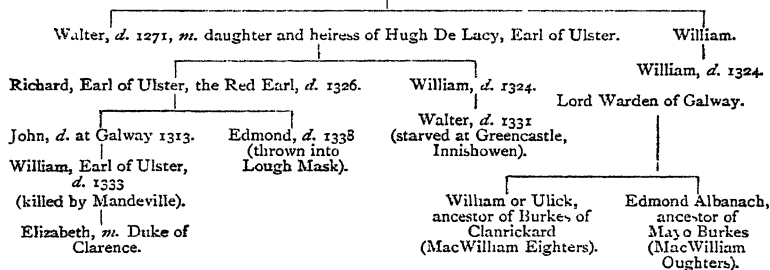 Walter, d. 1271, m. daughter and heiress of Hugh De Lacy, Earl of Ulster.
William.
Richard, Earl of Ulster, the Red Earl, d. 1326.
William, d. 1324.
William, d. 1324.
Lord Warden of Galway.
John, d. at Galway 1313.
Edmond, d. 1338
(thrown into
Lough Mask).
Walter, d. 1331
(starved at Greencastle,
Innishowen).
William, Earl of Ulster,
d. 1333
(killed by Mandeville).
Elizabeth, m. Duke of
Clarence.
William or Ulick,
ancestor of Burkes of
Clanrickard
(MacWilliam Eighters).
Edmond Albanach,
ancestor of
Mayo Burkes
(MacWilliam
Oughters).